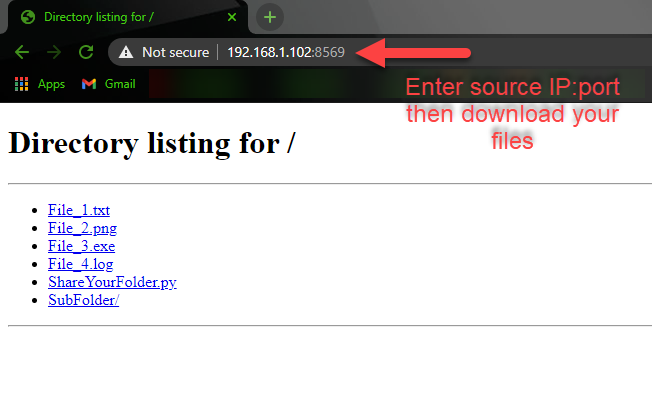 Directory listing for /
Not secure | 192.168.1.102:8569
Apps Gmail
Enter source IP:port
then download your
files
Directory listing for /
File_1.txt
File_2.png
File_3.exe
File_4.log
ShareYourFolder.py
SubFolder/